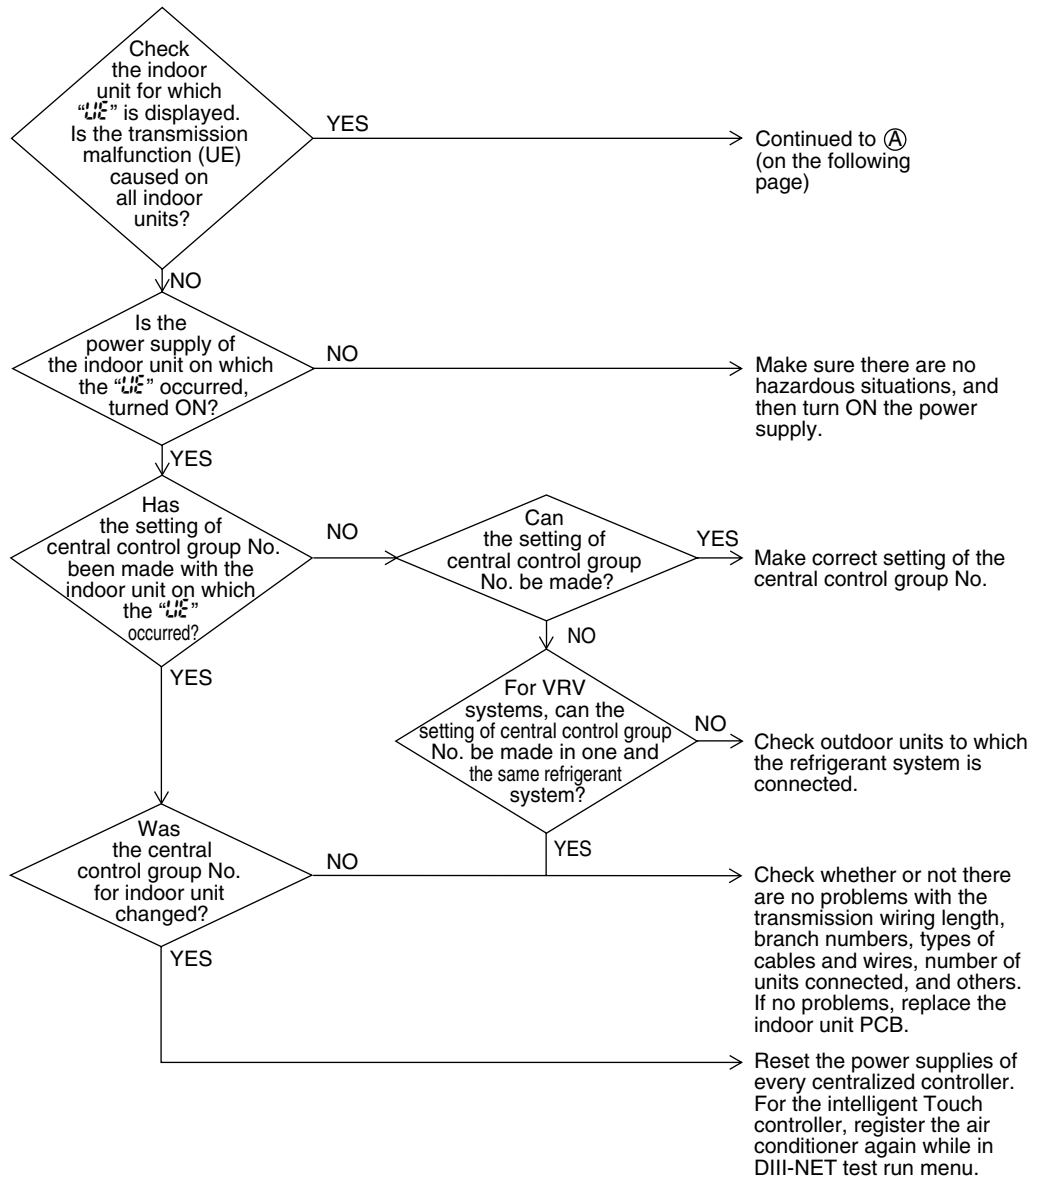 Check
the indoor
unit for which
“UE” is displayed.
Is the transmission
malfunction (UE)
caused on
all indoor
units?
YES
Continued to Ⓐ
(on the following
page)
NO
Is the
power supply of
the indoor unit on which
the “UE” occurred,
turned ON?
NO
Make sure there are no
hazardous situations, and
then turn ON the power
supply.
YES
Has
the setting of
central control group No.
been made with the
indoor unit on which
the “UE”
occurred?
NO
Can
the setting of
central control group
No. be made?
YES
Make correct setting of the
central control group No.
NO
YES
For VRV
systems, can the
setting of central control group
No. be made in one and
the same refrigerant
system?
NO
Check outdoor units to which
the refrigerant system is
connected.
YES
Was
the central
control group No.
for indoor unit
changed?
NO
Check whether or not there
are no problems with the
transmission wiring length,
branch numbers, types of
cables and wires, number of
units connected, and others.
If no problems, replace the
indoor unit PCB.
YES
Reset the power supplies of
every centralized controller.
For the intelligent Touch
controller, register the air
conditioner again while in
DIII-NET test run menu.